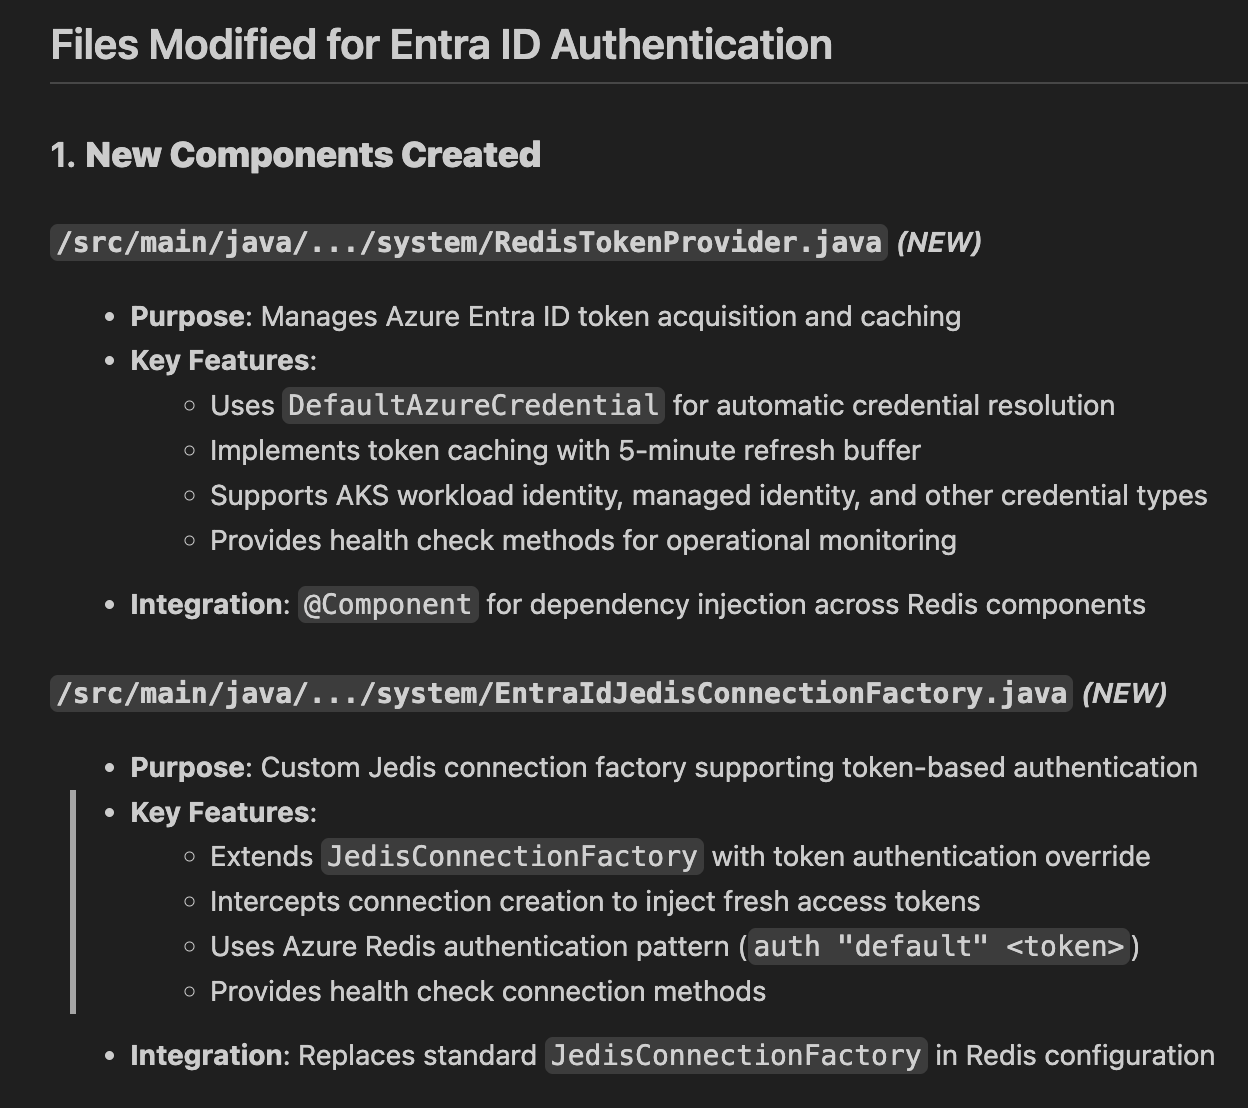 Files Modified for Entra ID Authentication
1. New Components Created
/src/main/java/.../system/RedisTokenProvider.java (NEW)
• Purpose: Manages Azure Entra ID token acquisition and caching
• Key Features:
◦ Uses DefaultAzureCredential for automatic credential resolution
◦ Implements token caching with 5-minute refresh buffer
◦ Supports AKS workload identity, managed identity, and other credential types
◦ Provides health check methods for operational monitoring
• Integration: @Component for dependency injection across Redis components
/src/main/java/.../system/EntraIdJedisConnectionFactory.java (NEW)
• Purpose: Custom Jedis connection factory supporting token-based authentication
• Key Features:
◦ Extends JedisConnectionFactory with token authentication override
◦ Intercepts connection creation to inject fresh access tokens
◦ Uses Azure Redis authentication pattern (auth "default" <token>)
◦ Provides health check connection methods
• Integration: Replaces standard JedisConnectionFactory in Redis configuration